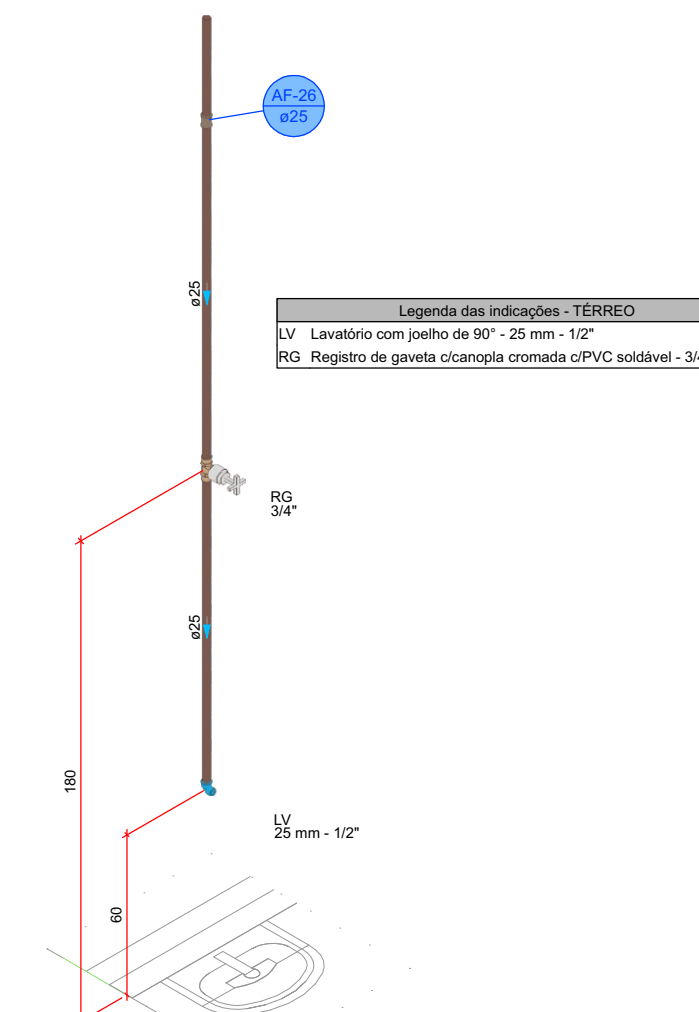 AF-26
ø25
ø25
Legenda das indicações - TÉRREO
LV Lavatório com joelho de 90° - 25 mm - 1/2"
RG Registro de gaveta c/canopla cromada c/PVC soldável - 3/4
RG
3/4"
ø25
180
LV
25 mm - 1/2"
60